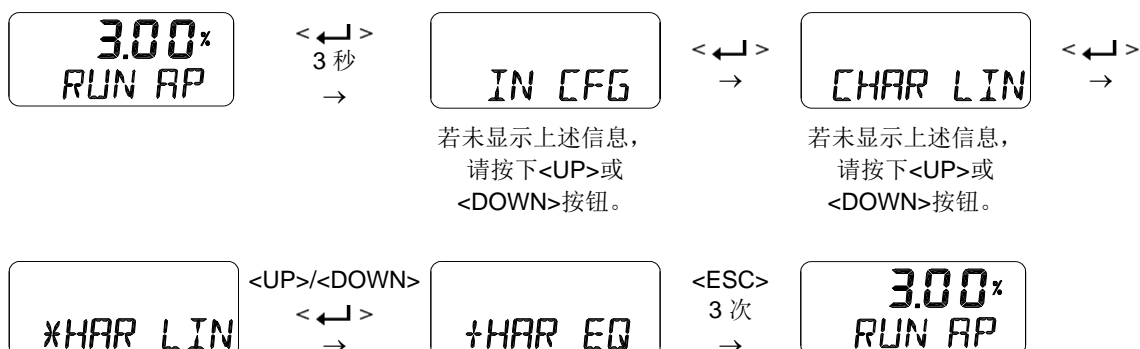 3.00%
RUN AP
< ↵ >
3 秒
→
IN CFG
若未显示上述信息，
请按下<UP>或
<DOWN>按钮。
< ↵ >
→
CHAR LIN
若未显示上述信息，
请按下<UP>或
<DOWN>按钮。
< ↵ >
→
*HAR LIN
<UP>/<DOWN>
< ↵ >
→
+HAR EQ
<ESC>
3 次
→
3.00%
RUN AP